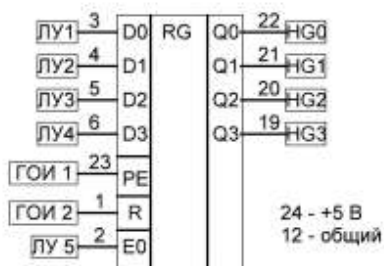 ЛУ1 3 D0 RG Q0 22 HG0
ЛУ2 4 D1 Q1 21 HG1
ЛУ3 5 D2 Q2 20 HG2
ЛУ4 6 D3 Q3 19 HG3
ГОИ 1 23 PE
ГОИ 2 1 R 24 - +5 В
ЛУ 5 2 E0 12 - общий